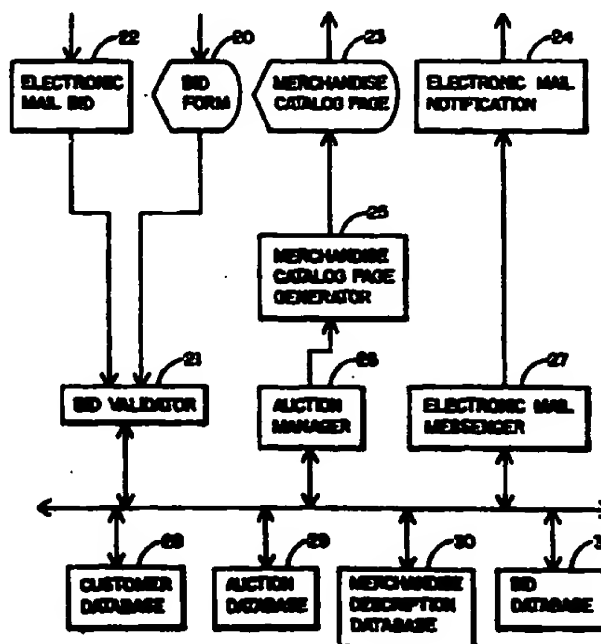 22
20
23
24
ELECTRONIC
MAIL BID
BID
FORM
MERCHANDISE
CATALOG PAGE
ELECTRONIC MAIL
NOTIFICATION
25
MERCHANDISE
CATALOG PAGE
GENERATOR
21
26
27
BID VALIDATOR
AUCTION
MANAGER
ELECTRONIC MAIL
MESSENGER
28
29
30
CUSTOMER
DATABASE
AUCTION
DATABASE
MERCHANDISE
DESCRIPTION
DATABASE
BID
DATABASE